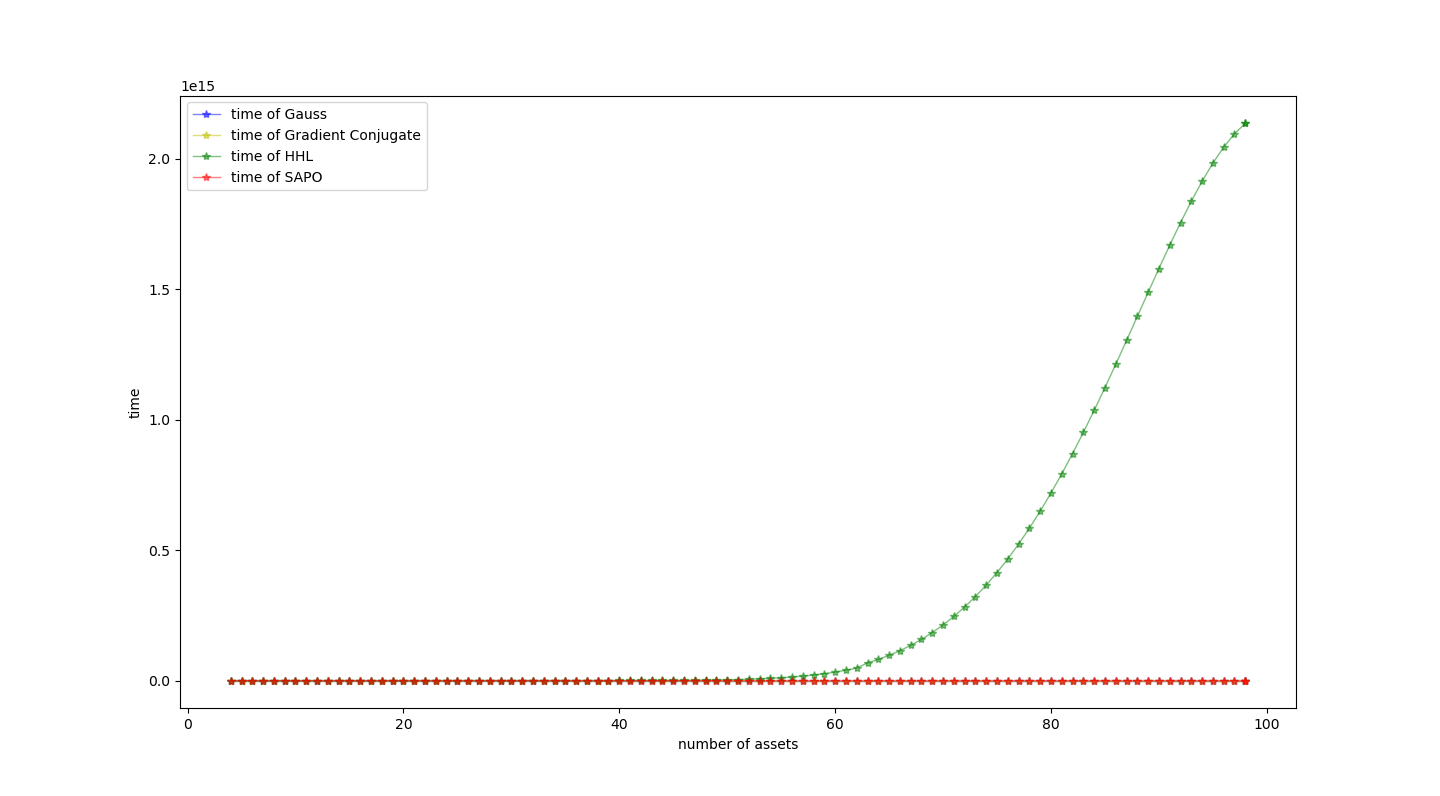 1e15
time of Gauss
time of Gradient Conjugate
time of HHL
time of SAPO
2.0
1.5
1.0
0.5
0.0
time
0 20 40 60 80 100
number of assets